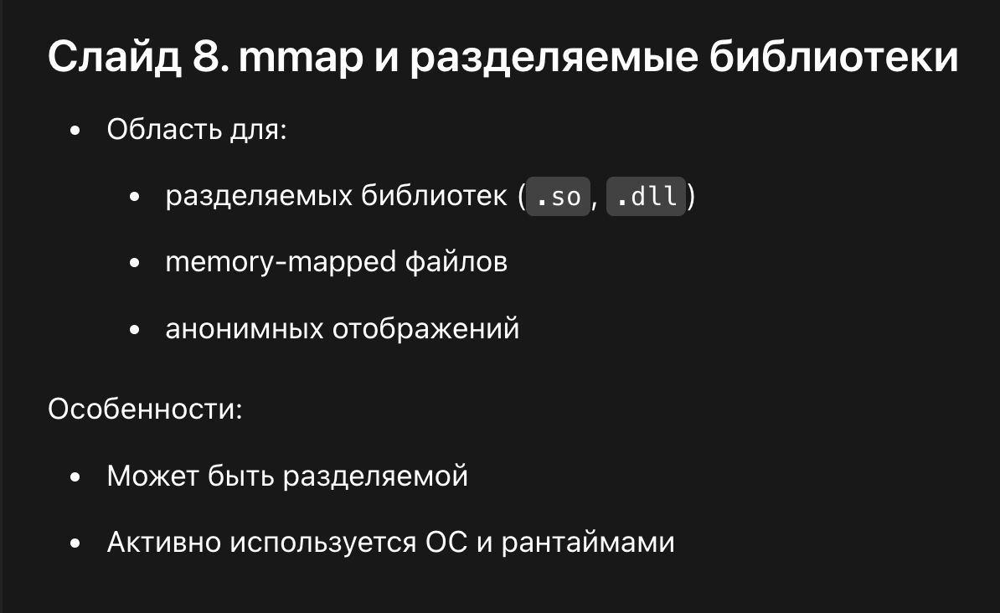 Слайд 8. mmap и разделяемые библиотеки
• Область для:
• разделяемых библиотек (.so, .dll)
• memory-mapped файлов
• анонимных отображений
Особенности:
• Может быть разделяемой
• Активно используется ОС и рантаймами